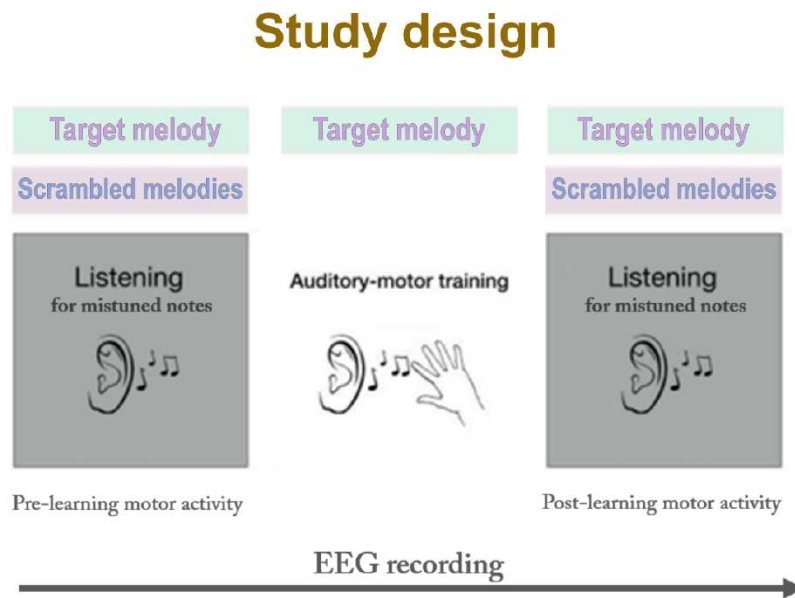 Study design
Target melody
Scrambled melodies
Listening
for mistuned notes
Pre-learning motor activity
Target melody
Auditory-motor training
Target melody
Scrambled melodies
Listening
for mistuned notes
Post-learning motor activity
EEG recording